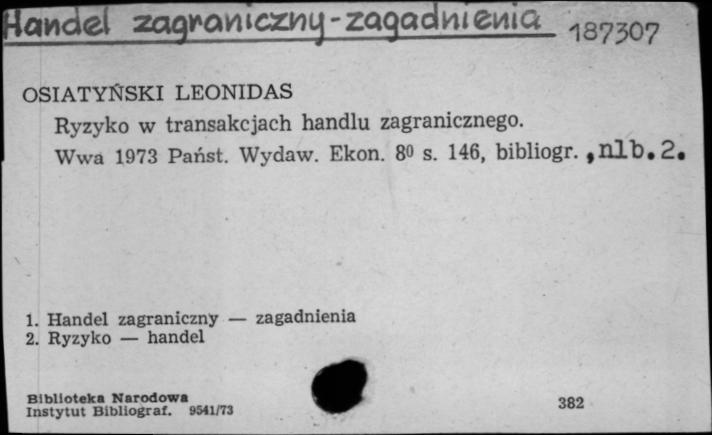 Handel zagraniczny-zagadnienia 187307
OSIATYŃSKI LEONIDAS
Ryzyko w transakcjach handlu zagranicznego.
Wwa 1973 Państ. Wydaw. Ekon. 8⁰ s. 146, bibliogr. , nlb. 2.
1. Handel zagraniczny — zagadnienia
2. Ryzyko — handel
Biblioteka Narodowa
Instytut Bibliograf. 9541/73 382